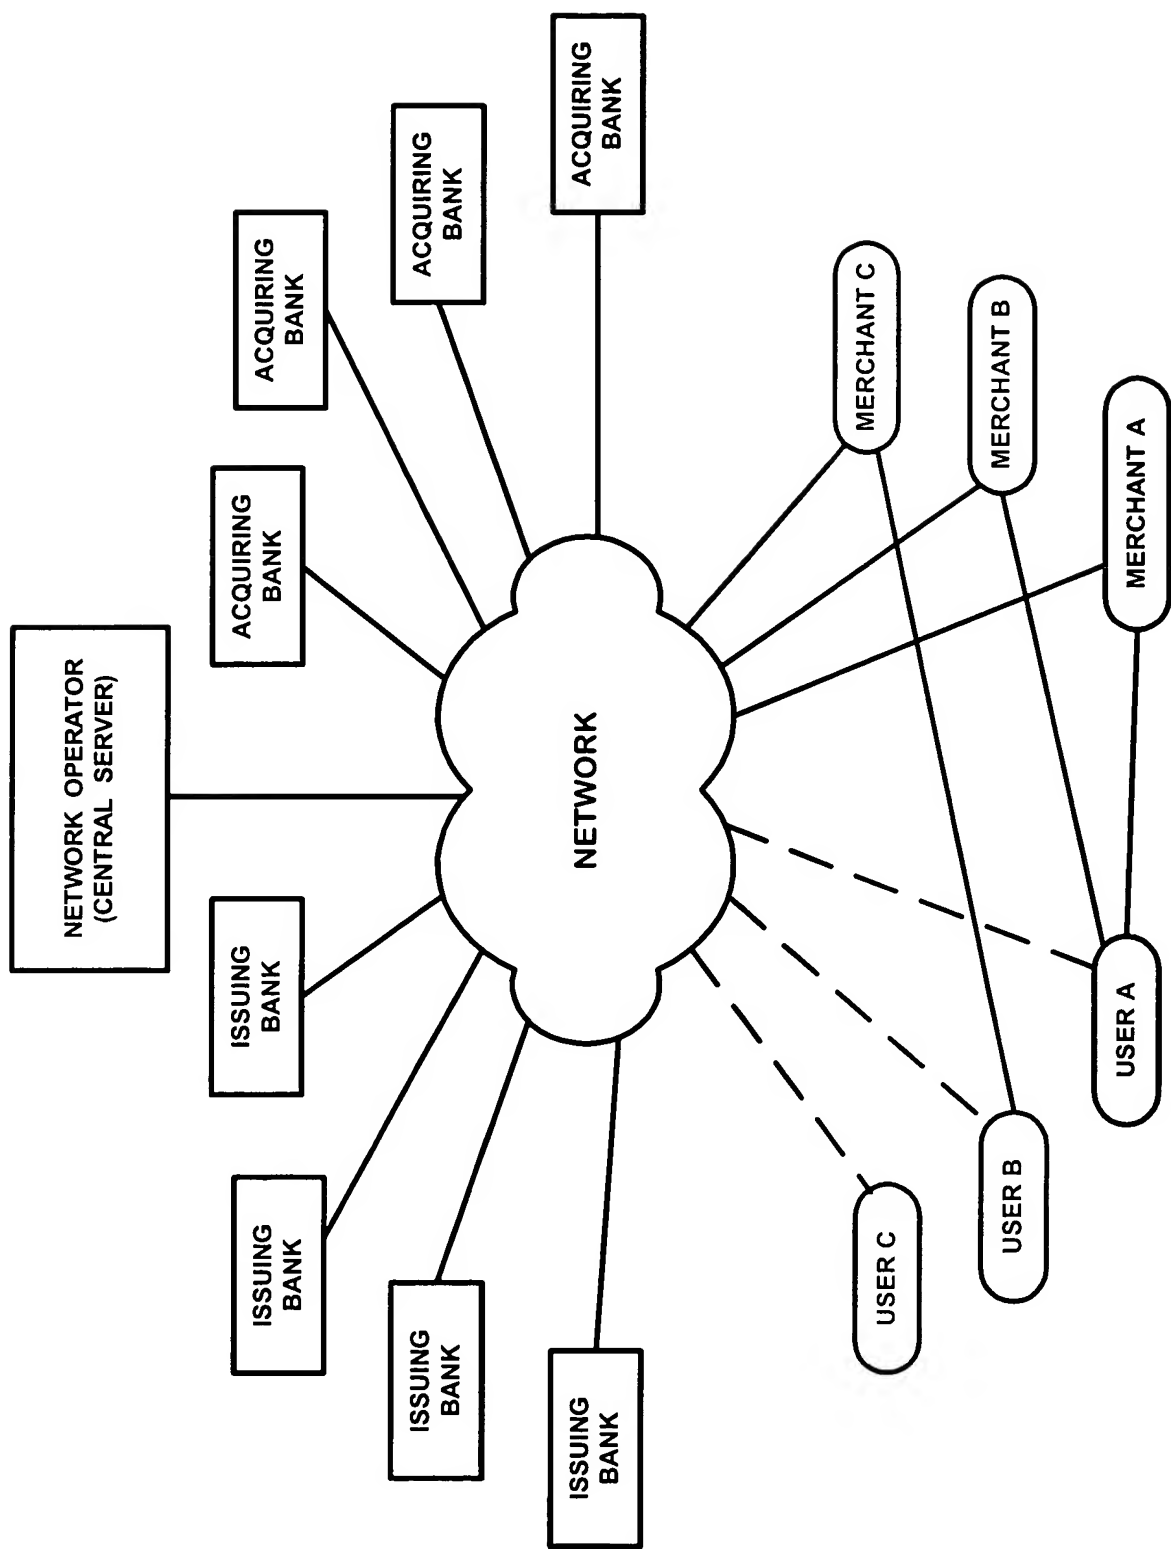 NETWORK OPERATOR
(CENTRAL SERVER)
ISSUING
BANK
ACQUIRING
BANK
ISSUING
BANK
ACQUIRING
BANK
ISSUING
BANK
ACQUIRING
BANK
ISSUING
BANK
ACQUIRING
BANK
NETWORK
USER C
MERCHANT C
USER B
MERCHANT B
USER A
MERCHANT A